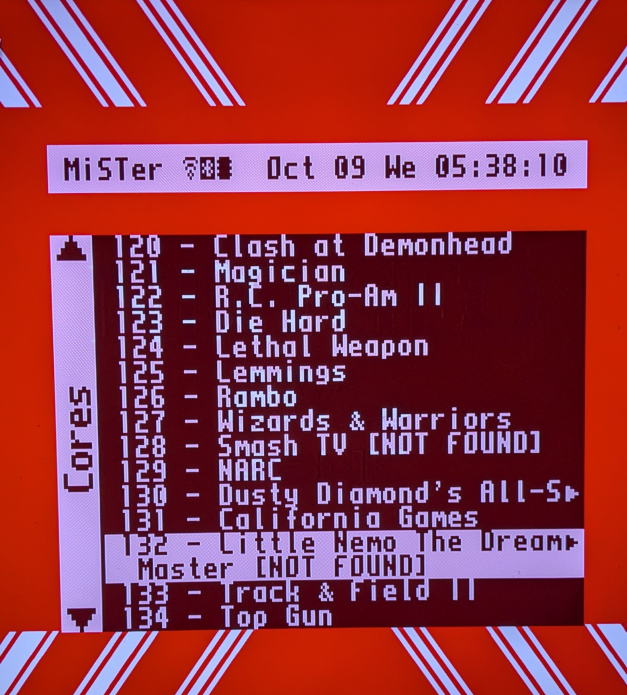 MiSTer Oct 09 We 05:38:10
Cores
120 - Clash at Demonhead
121 - Magician
122 - R.C. Pro-Am II
123 - Die Hard
124 - Lethal Weapon
125 - Lemmings
126 - Rambo
127 - Wizards & Warriors
128 - Smash TV [NOT FOUND]
129 - NARC
130 - Dusty Diamond's All-S
131 - California Games
132 - Little Nemo The Dream
Master [NOT FOUND]
133 - Track & Field II
134 - Top Gun